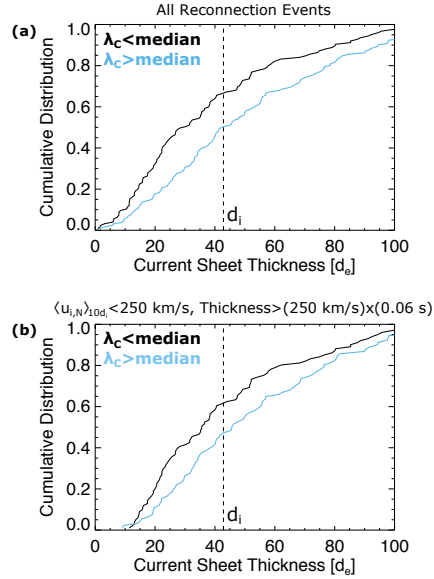 All Reconnection Events
(a)
λC<median
λC>median
1.0
0.8
0.6
0.4
0.2
0.0
Cumulative Distribution
di
0 20 40 60 80 100
Current Sheet Thickness [de]
⟨ui,N⟩10di<250 km/s, Thickness>(250 km/s)x(0.06 s)
(b)
λC<median
λC>median
1.0
0.8
0.6
0.4
0.2
0.0
Cumulative Distribution
di
0 20 40 60 80 100
Current Sheet Thickness [de]